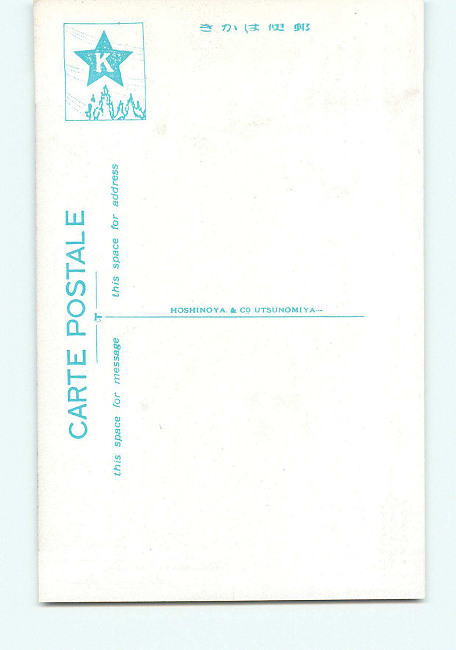 K
郵便はかき
CARTE POSTALE
this space for address
this space for message
HOSHINOYA & CO UTSUNOMIYA